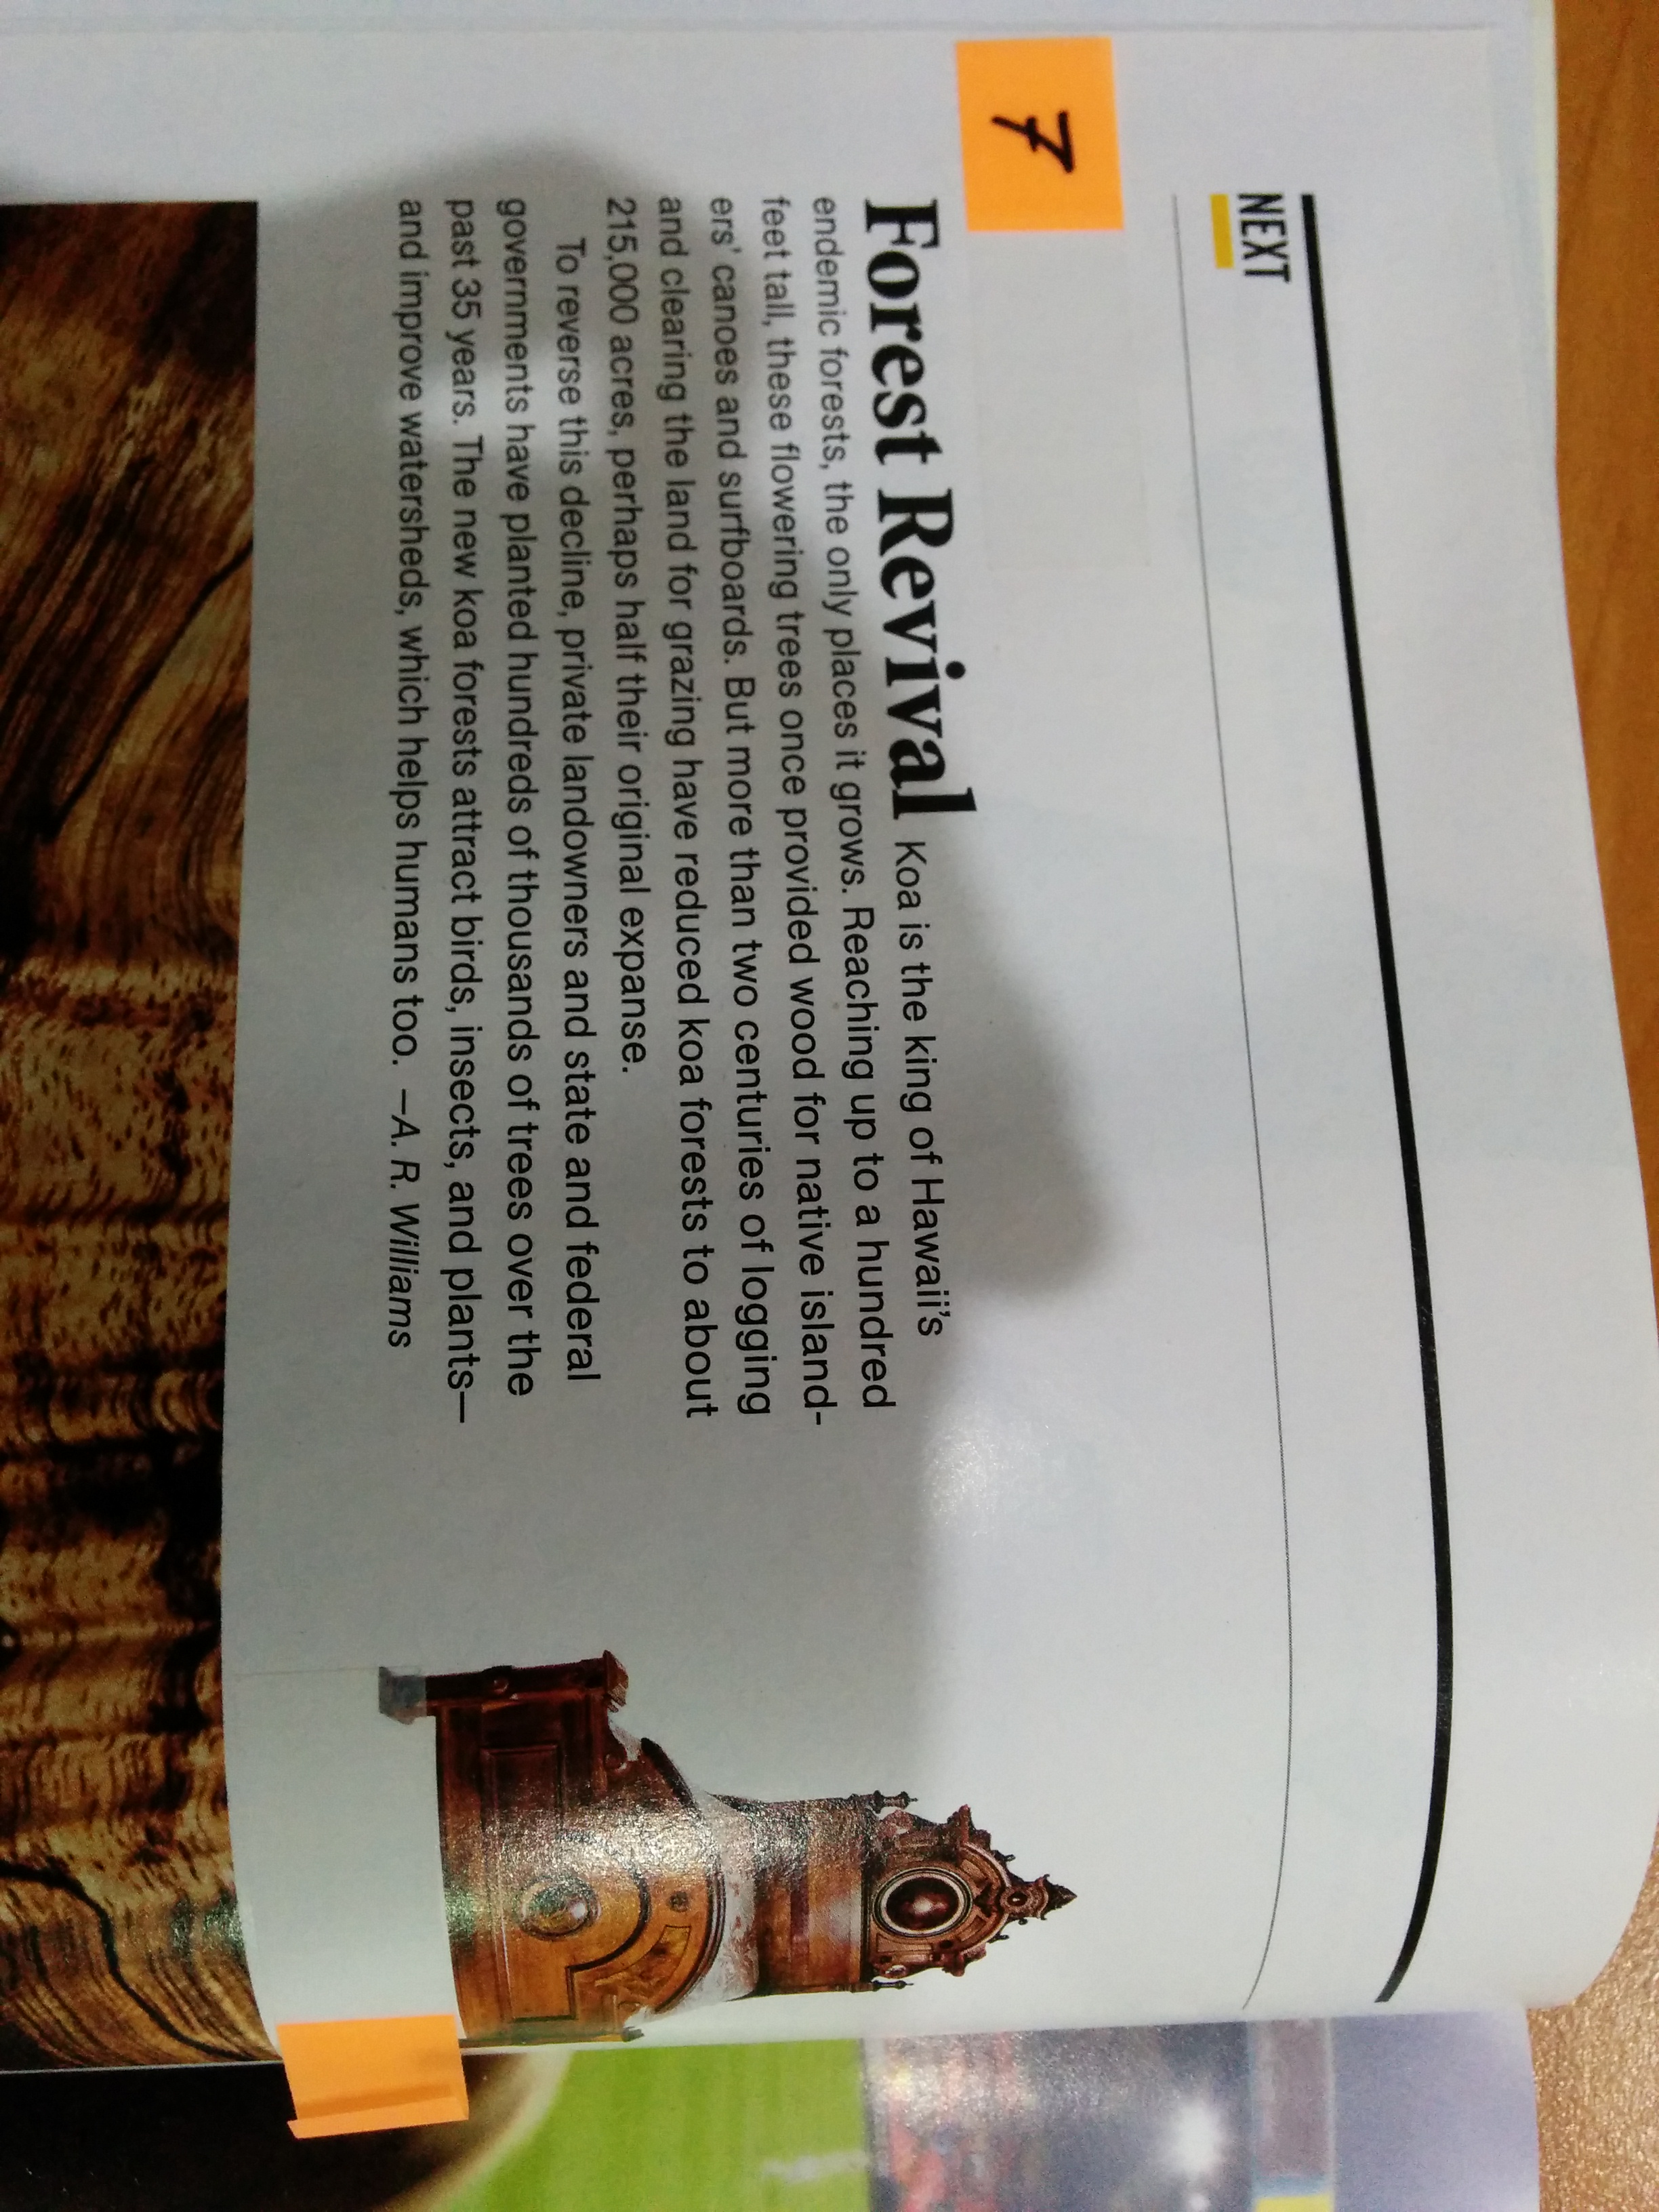 NEXT
7
Forest Revival Koa is the king of Hawaii's
endemic forests, the only places it grows. Reaching up to a hundred
feet tall, these flowering trees once provided wood for native island-
ers' canoes and surfboards. But more than two centuries of logging
and clearing the land for grazing have reduced koa forests to about
215,000 acres, perhaps half their original expanse.
To reverse this decline, private landowners and state and federal
governments have planted hundreds of thousands of trees over the
past 35 years. The new koa forests attract birds, insects, and plants—
and improve watersheds, which helps humans too. —A. R. Williams